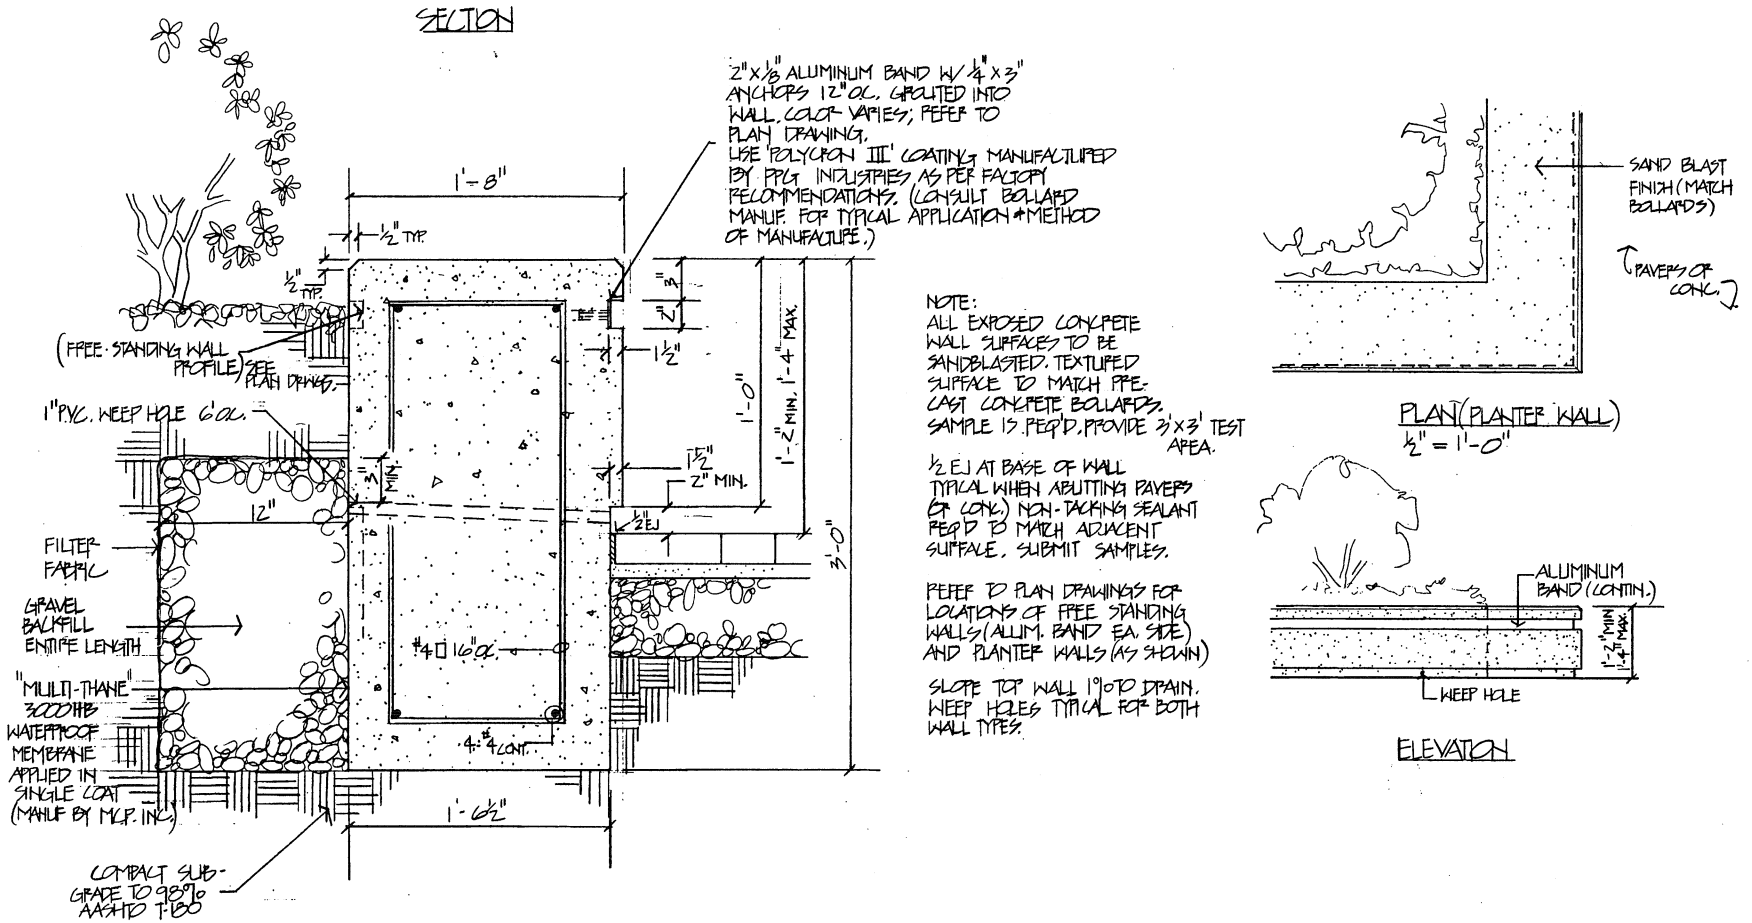 SECTION
2" X 1/8" ALUMINUM BAND W/ 1/4" X 3"
ANCHORS 12" O.C. GROUTED INTO
WALL. COLOR VARIES; REFER TO
PLAN DRAWING.
USE 'POLYCRON III' COATING MANUFACTURED
BY PPG INDUSTRIES AS PER FACTORY
RECOMMENDATIONS. (CONSULT BOLLARD
MANUF. FOR TYPICAL APPLICATION + METHOD
OF MANUFACTURE.)
1'-8"
1/2" TYP.
1/2"
TYP.
(FREE-STANDING WALL
PROFILE) SEE
PLAN DRWGS.
1" P.V.C. WEEP HOLE 6' O.C.
3"
MIN.
12"
FILTER
FABRIC
GRAVEL
BACKFILL
ENTIRE LENGTH
"MULTI-THANE"
3000 HB
WATERPROOF
MEMBRANE
APPLIED IN
SINGLE COAT
(MANUF BY M.C.P. INC.)
COMPACT SUB-
GRADE TO 98%
AASHTO T-180
#4 □ 16" O.C.
4-#4 CONT.
1'-6 1/2"
3"
2"
1 1/2"
1'-0"
1'-2" MIN. 1'-4" MAX.
3'-0"
1 1/2"
2" MIN.
1/2" EJ
NOTE:
ALL EXPOSED CONCRETE
WALL SURFACES TO BE
SANDBLASTED. TEXTURED
SURFACE TO MATCH PRE-
CAST CONCRETE BOLLARDS.
SAMPLE IS REQ'D. PROVIDE 3' X 3' TEST
AREA.
1/2 EJ AT BASE OF WALL
TYPICAL WHEN ABUTTING PAVERS
(OR CONC.) NON-TACKING SEALANT
REQ'D TO MATCH ADJACENT
SURFACE. SUBMIT SAMPLES.
REFER TO PLAN DRAWINGS FOR
LOCATIONS OF FREE STANDING
WALLS (ALUM. BAND EA. SIDE)
AND PLANTER WALLS (AS SHOWN)
SLOPE TOP WALL 1% TO DRAIN.
WEEP HOLES TYPICAL FOR BOTH
WALL TYPES.
SAND BLAST
FINISH (MATCH
BOLLARDS)
PAVERS OR
CONC.
PLAN (PLANTER WALL)
1/2" = 1'-0"
ALUMINUM
BAND (CONTIN.)
1'-2" MIN
1'-4" MAX.
WEEP HOLE
ELEVATION